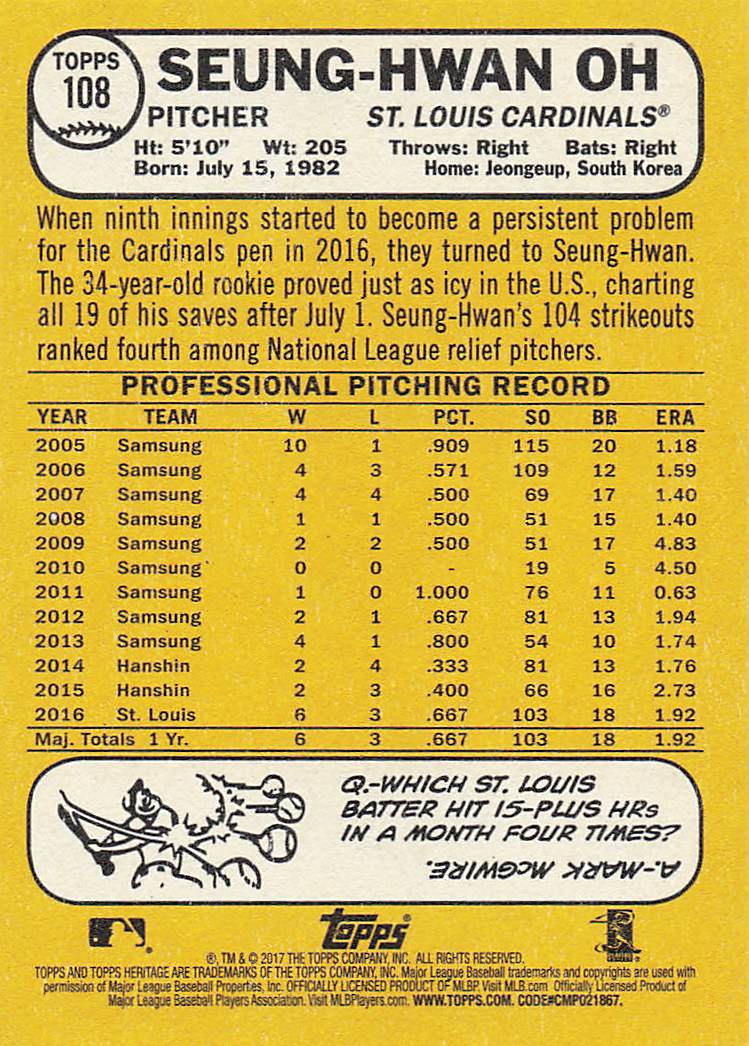 TOPPS
108
SEUNG-HWAN OH
PITCHER ST. LOUIS CARDINALS®
Ht: 5'10" Wt: 205 Throws: Right Bats: Right
Born: July 15, 1982 Home: Jeongeup, South Korea
When ninth innings started to become a persistent problem
for the Cardinals pen in 2016, they turned to Seung-Hwan.
The 34-year-old rookie proved just as icy in the U.S., charting
all 19 of his saves after July 1. Seung-Hwan's 104 strikeouts
ranked fourth among National League relief pitchers.
PROFESSIONAL PITCHING RECORD
YEAR TEAM W L PCT. SO BB ERA
2005 Samsung 10 1 .909 115 20 1.18
2006 Samsung 4 3 .571 109 12 1.59
2007 Samsung 4 4 .500 69 17 1.40
2008 Samsung 1 1 .500 51 15 1.40
2009 Samsung 2 2 .500 51 17 4.83
2010 Samsung 0 0 - 19 5 4.50
2011 Samsung 1 0 1.000 76 11 0.63
2012 Samsung 2 1 .667 81 13 1.94
2013 Samsung 4 1 .800 54 10 1.74
2014 Hanshin 2 4 .333 81 13 1.76
2015 Hanshin 2 3 .400 66 16 2.73
2016 St. Louis 6 3 .667 103 18 1.92
Maj. Totals 1 Yr. 6 3 .667 103 18 1.92
Q.-WHICH ST. LOUIS
BATTER HIT 15-PLUS HRs
IN A MONTH FOUR TIMES?
A.-MARK McGWIRE.
topps®
®, TM & © 2017 THE TOPPS COMPANY, INC. ALL RIGHTS RESERVED.
TOPPS AND TOPPS HERITAGE ARE TRADEMARKS OF THE TOPPS COMPANY, INC. Major League Baseball trademarks and copyrights are used with
permission of Major League Baseball Properties, Inc. OFFICIALLY LICENSED PRODUCT OF MLBP. Visit MLB.com Officially Licensed Product of
Major League Baseball Players Association. Visit MLBPlayers.com. WWW.TOPPS.COM. CODE#CMP021867.